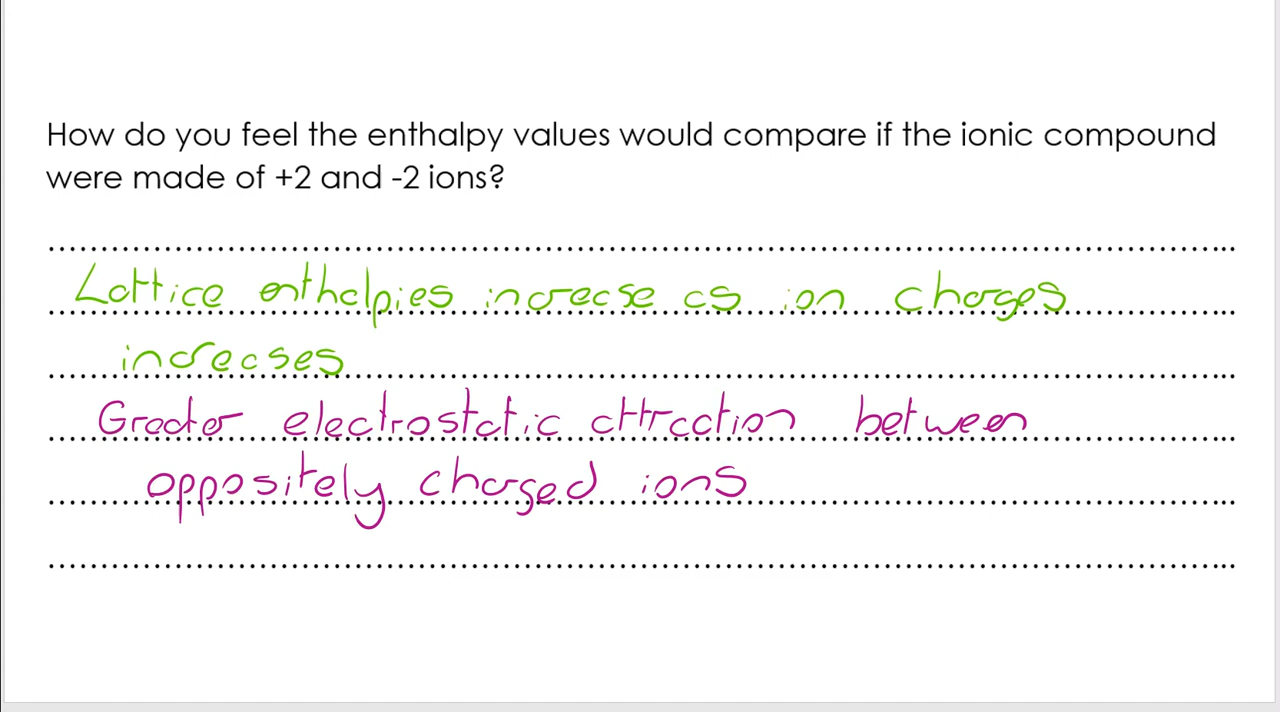 How do you feel the enthalpy values would compare if the ionic compound
were made of +2 and -2 ions?
Lattice enthalpies increase as ion charges
increases
Greater electrostatic attraction between
oppositely charged ions